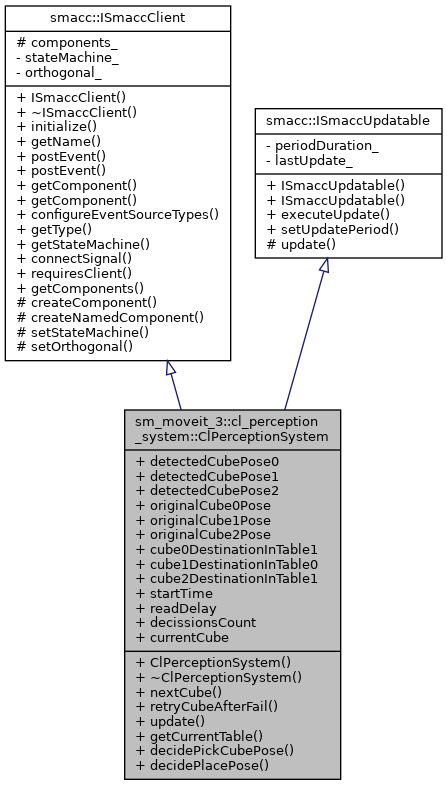 smacc::ISmaccClient
# components_
- stateMachine_
- orthogonal_
+ ISmaccClient()
+ ~ISmaccClient()
+ initialize()
+ getName()
+ postEvent()
+ postEvent()
+ getComponent()
+ getComponent()
+ configureEventSourceTypes()
+ getType()
+ getStateMachine()
+ connectSignal()
+ requiresClient()
+ getComponents()
# createComponent()
# createNamedComponent()
# setStateMachine()
# setOrthogonal()
smacc::ISmaccUpdatable
- periodDuration_
- lastUpdate_
+ ISmaccUpdatable()
+ ISmaccUpdatable()
+ executeUpdate()
+ setUpdatePeriod()
# update()
sm_moveit_3::cl_perception
_system::ClPerceptionSystem
+ detectedCubePose0
+ detectedCubePose1
+ detectedCubePose2
+ originalCube0Pose
+ originalCube1Pose
+ originalCube2Pose
+ cube0DestinationInTable1
+ cube1DestinationInTable0
+ cube2DestinationInTable1
+ startTime
+ readDelay
+ decissionsCount
+ currentCube
+ ClPerceptionSystem()
+ ~ClPerceptionSystem()
+ nextCube()
+ retryCubeAfterFail()
+ update()
+ getCurrentTable()
+ decidePickCubePose()
+ decidePlacePose()